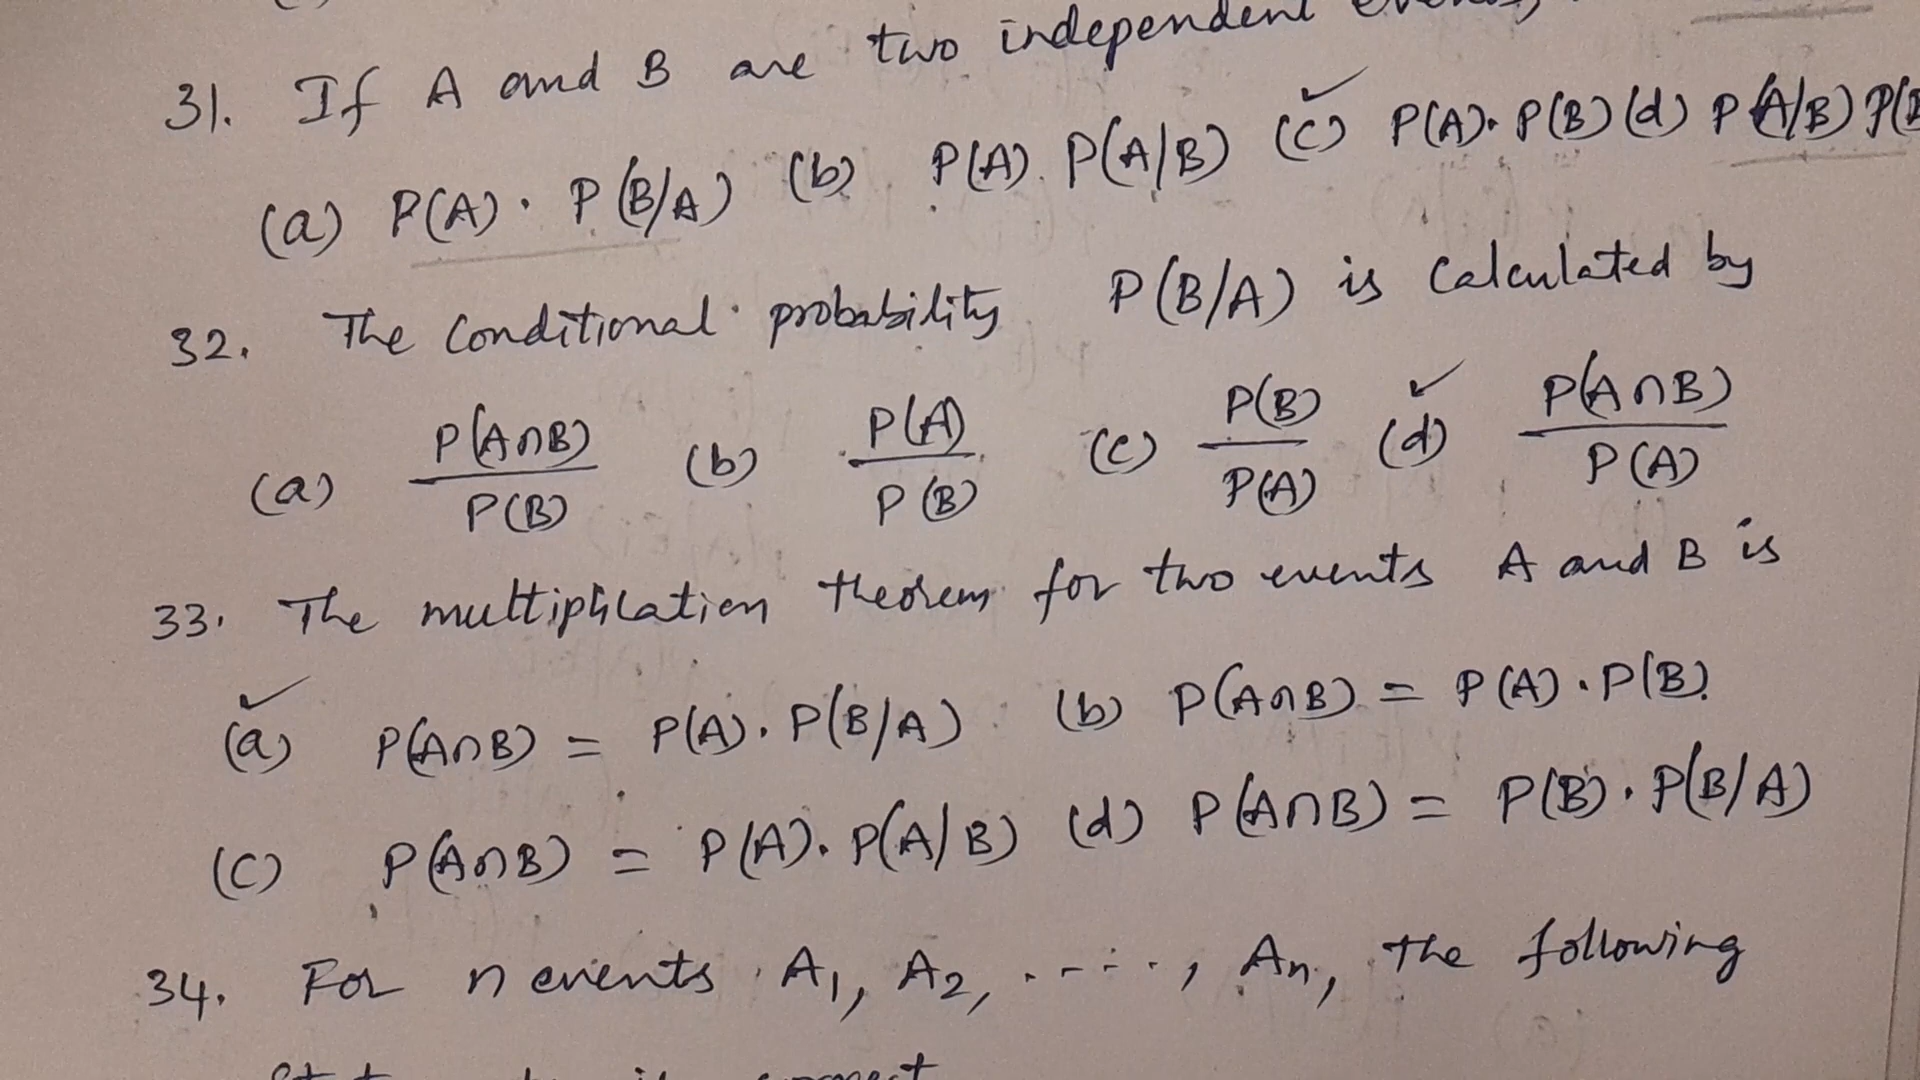 31. If A and B are two independent events,
(a) P(A) · P(B/A) (b) P(A) . P(A/B) (c) ✓ P(A) · P(B) (d) P(A/B) P(B
32. The conditional probability P(B/A) is calculated by
(a) P(A∩B)/P(B) (b) P(A)/P(B) (c) P(B)/P(A) (d) ✓ P(A∩B)/P(A)
33. The multiplication theorem for two events A and B is
✓ (a) P(A∩B) = P(A) . P(B/A) (b) P(A∩B) = P(A) · P(B).
(c) P(A∩B) = P(A) . P(A/B) (d) P(A∩B) = P(B) . P(B/A)
34. For n events A₁, A₂, ......, Aₙ, the following